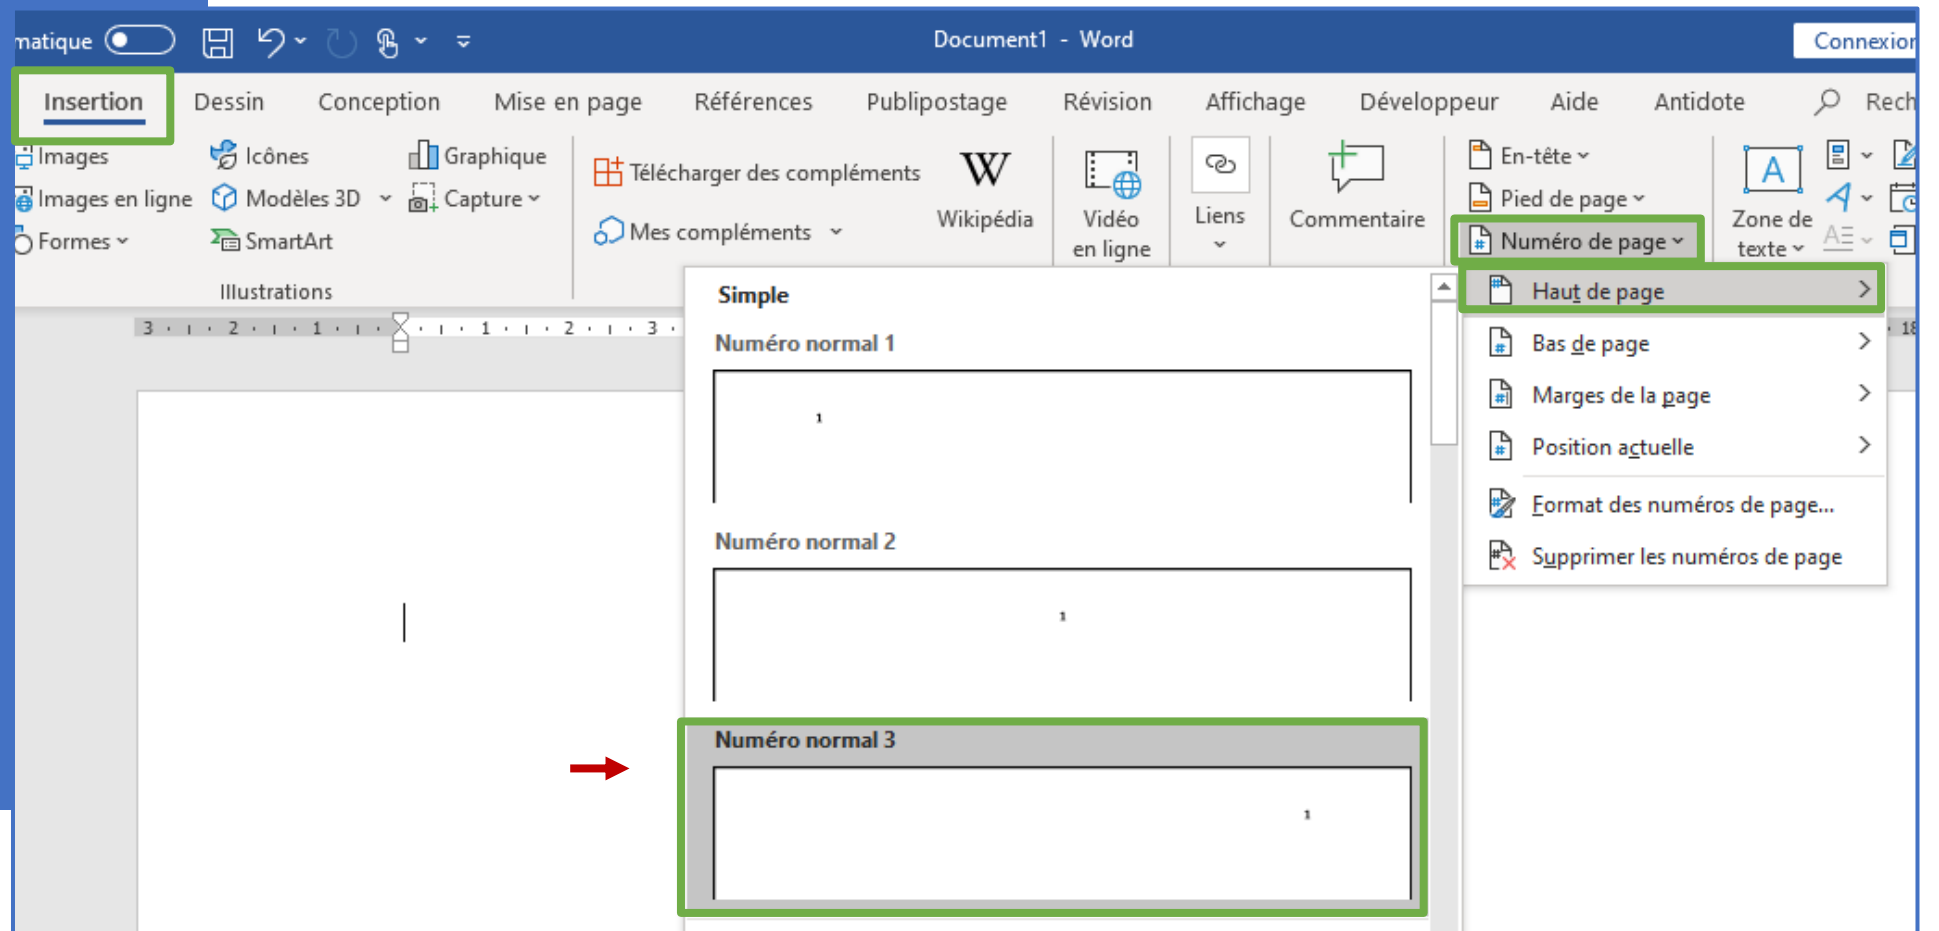 matique
Document1 - Word
Connexion
Insertion Dessin Conception Mise en page Références Publipostage Révision Affichage Développeur Aide Antidote Rech
Images Icônes Graphique
Images en ligne Modèles 3D Capture
Formes SmartArt
Illustrations
Télécharger des compléments
Mes compléments
W
Wikipédia
Vidéo
en ligne
Liens
Commentaire
En-tête
Pied de page
# Numéro de page
A
Zone de
texte
3 2 1 1 2 3 18
Simple
Numéro normal 1
1
Numéro normal 2
1
Numéro normal 3
1
Haut de page
Bas de page
Marges de la page
Position actuelle
Format des numéros de page...
Supprimer les numéros de page